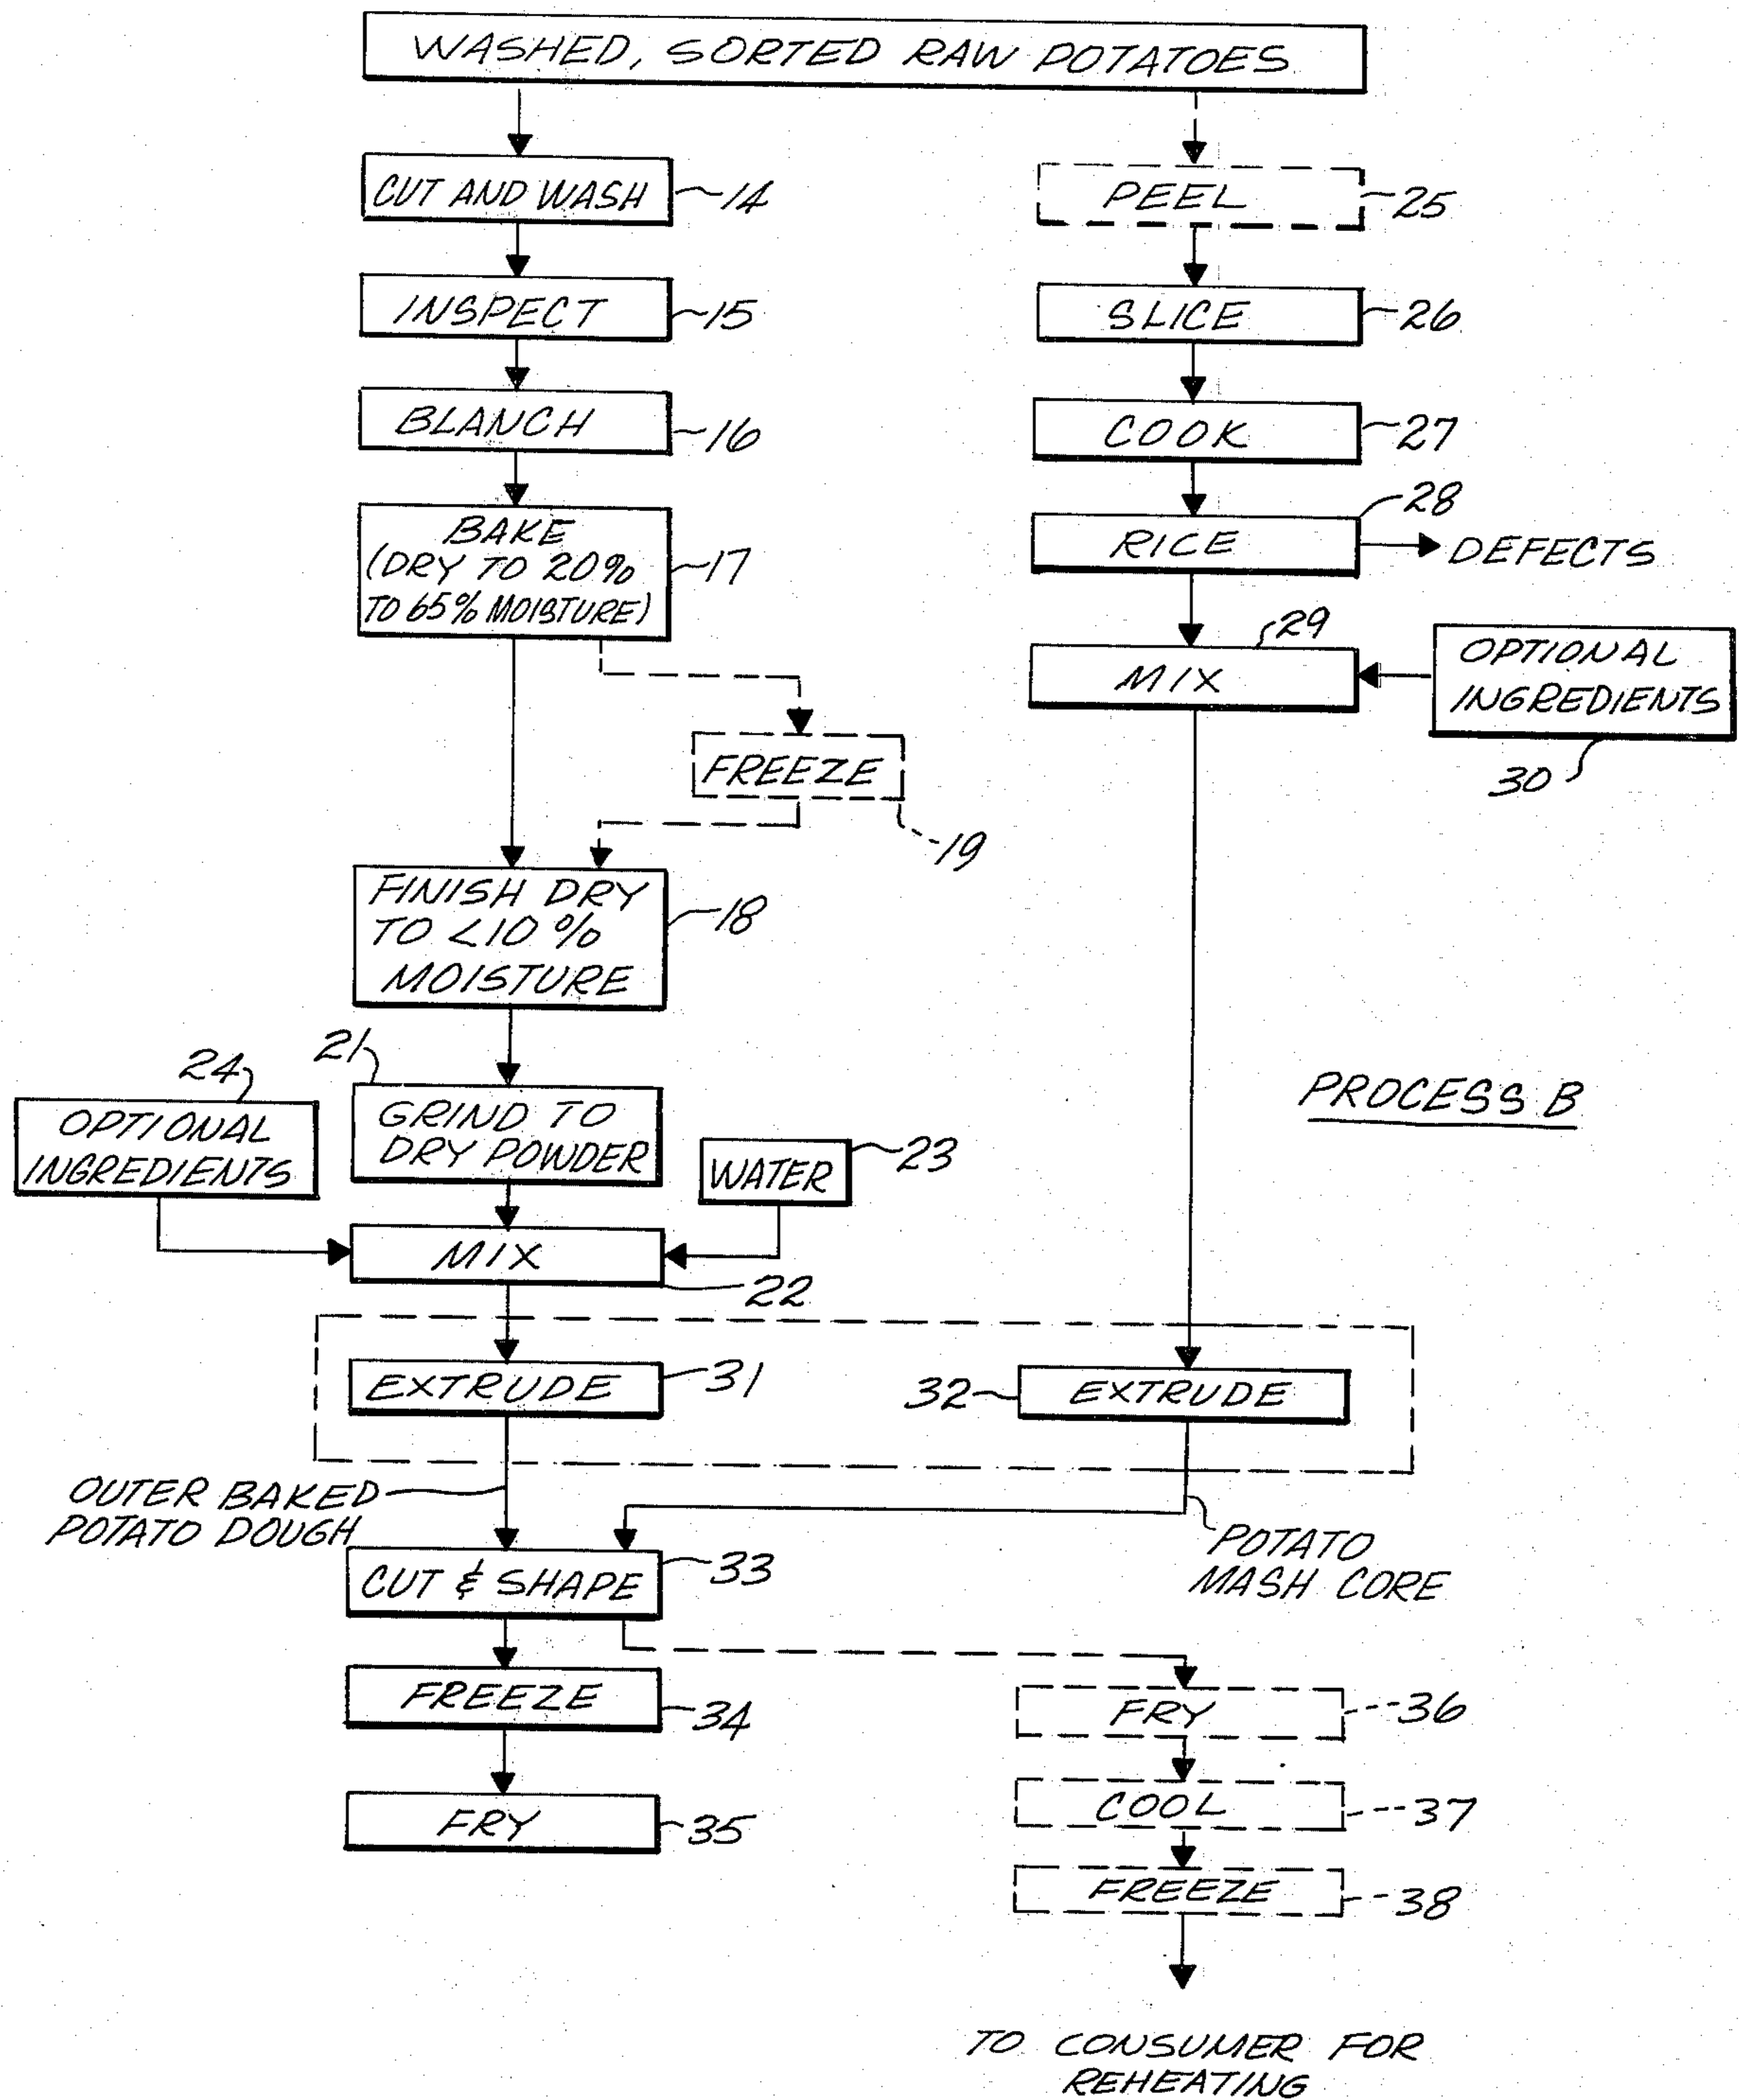 WASHED, SORTED RAW POTATOES
CUT AND WASH
14
INSPECT
15
BLANCH
16
BAKE
(DRY TO 20%
TO 65% MOISTURE)
17
FREEZE
19
FINISH DRY
TO <10%
MOISTURE
18
21
GRIND TO
DRY POWDER
24
OPTIONAL
INGREDIENTS
WATER
23
MIX
22
PEEL
25
SLICE
26
COOK
27
RICE
28
DEFECTS
MIX
29
OPTIONAL
INGREDIENTS
30
PROCESS B
EXTRUDE
31
32
EXTRUDE
OUTER BAKED
POTATO DOUGH
POTATO
MASH CORE
CUT & SHAPE
33
FREEZE
34
FRY
35
FRY
36
COOL
37
FREEZE
38
TO CONSUMER FOR
REHEATING